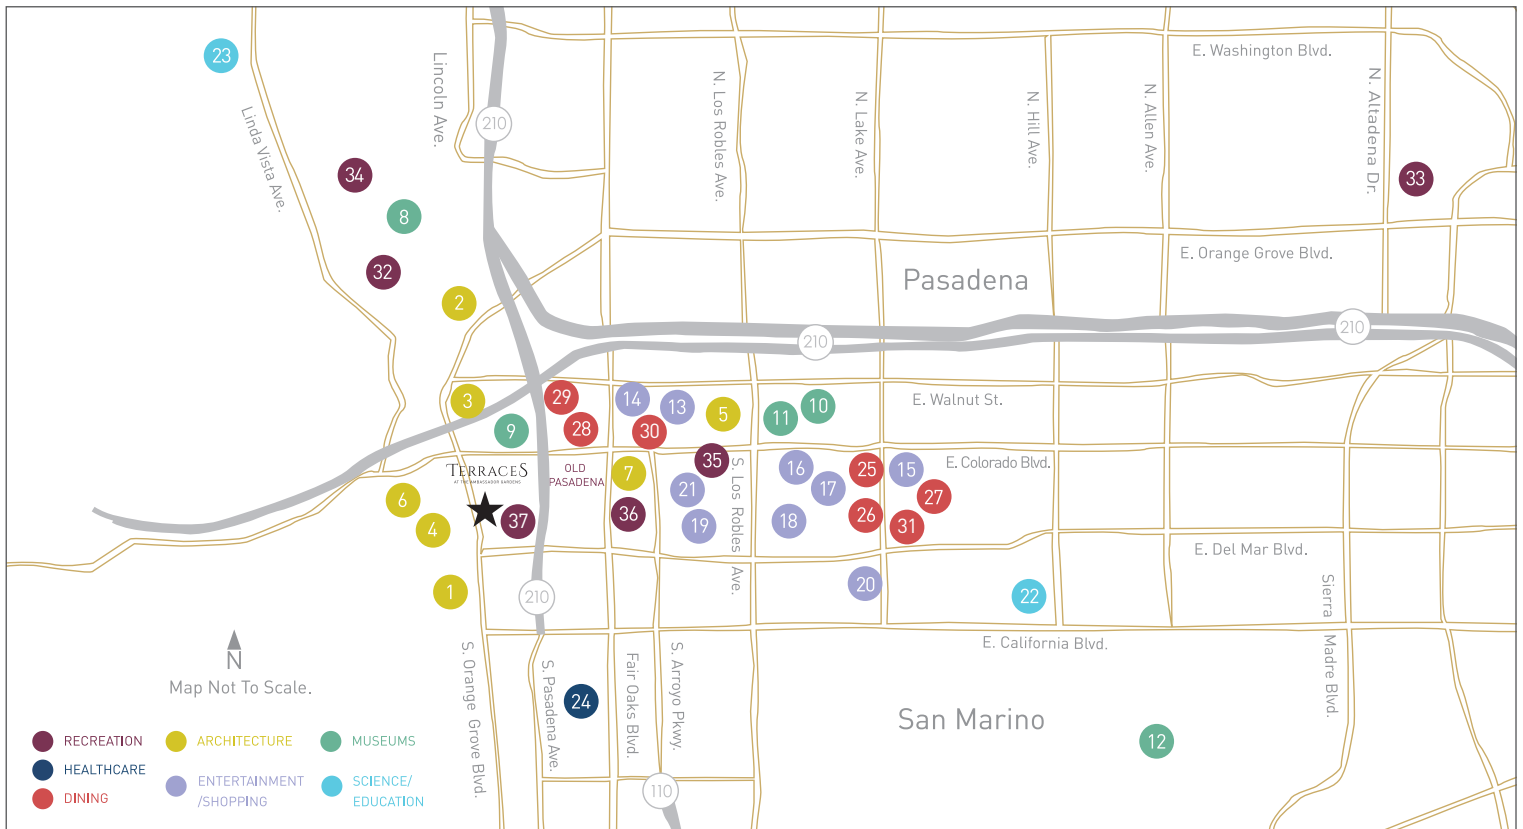 E. Washington Blvd.
23
Lincoln Ave.
N. Los Robles Ave.
N. Lake Ave.
N. Hill Ave.
N. Allen Ave.
N. Altadena Dr.
210
Linda Vista Ave.
34
33
8
E. Orange Grove Blvd.
32
Pasadena
2
210
210
29
14
13
3
5
11
10
E. Walnut St.
9
28
30
TERRACES
AT THE AMBASSADOR GARDENS
OLD
PASADENA
7
35
S. Los Robles Ave.
16
25
15
E. Colorado Blvd.
21
17
27
6
4
37
36
19
18
26
31
E. Del Mar Blvd.
1
210
20
22
Sierra Madre Blvd.
E. California Blvd.
N
Map Not To Scale.
S. Orange Grove Blvd.
S. Pasadena Ave.
24
Fair Oaks Blvd.
S. Arroyo Pkwy.
San Marino
12
110
RECREATION
HEALTHCARE
DINING
ARCHITECTURE
ENTERTAINMENT
/SHOPPING
MUSEUMS
SCIENCE/
EDUCATION